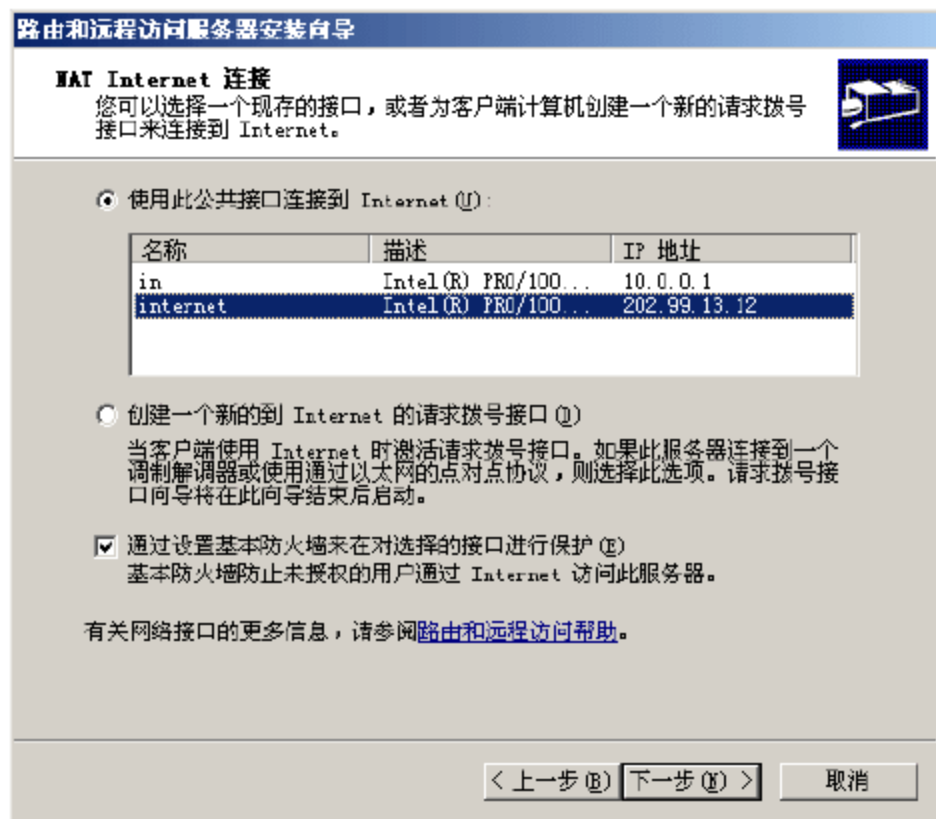 路由和远程访问服务器安装向导
NAT Internet 连接
您可以选择一个现存的接口，或者为客户端计算机创建一个新的请求拨号
接口来连接到 Internet。
使用此公共接口连接到 Internet(U):
名称 描述 IP 地址
in Intel(R) PRO/100... 10.0.0.1
internet Intel(R) PRO/100... 202.99.13.12
创建一个新的到 Internet 的请求拨号接口(D)
当客户端使用 Internet 时激活请求拨号接口。如果此服务器连接到一个
调制解调器或使用通过以太网的点对点协议，则选择此选项。请求拨号接
口向导将在此向导结束后启动。
通过设置基本防火墙来在对选择的接口进行保护(E)
基本防火墙防止未授权的用户通过 Internet 访问此服务器。
有关网络接口的更多信息，请参阅路由和远程访问帮助。
< 上一步(B) 下一步(N) > 取消